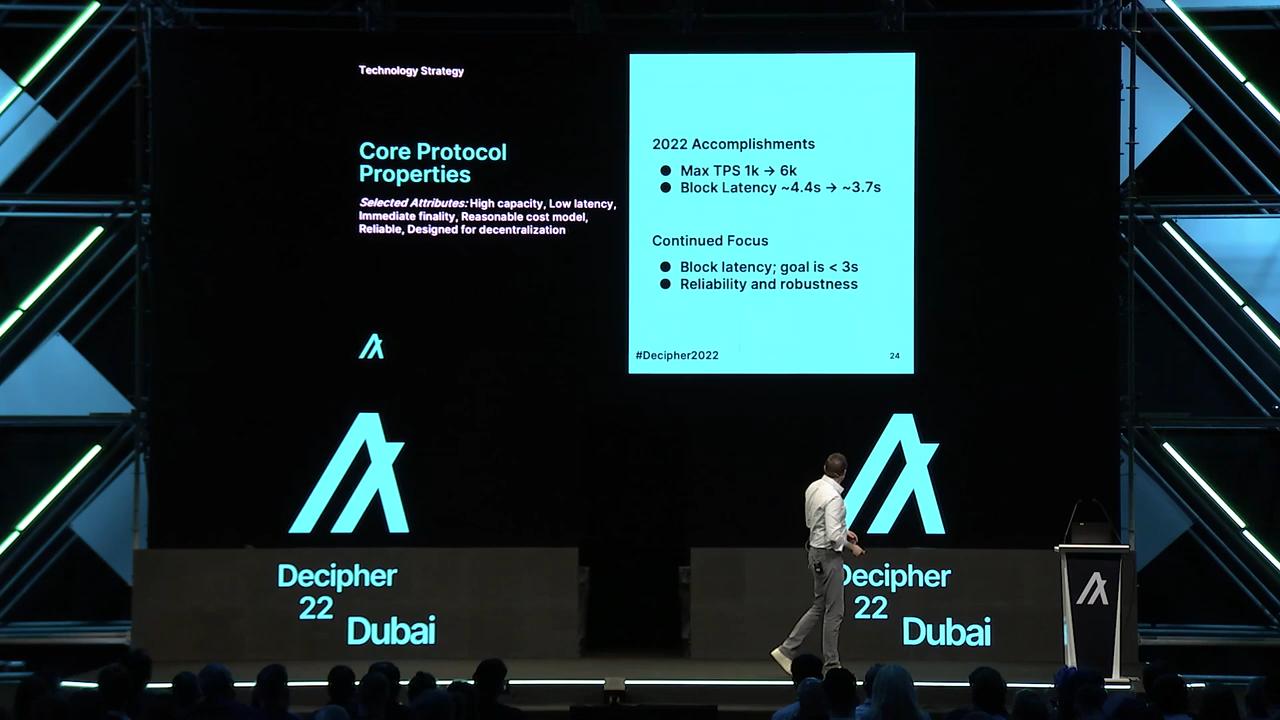 Technology Strategy
Core Protocol
Properties
Selected Attributes: High capacity, Low latency,
Immediate finality, Reasonable cost model,
Reliable, Designed for decentralization
2022 Accomplishments
● Max TPS 1k → 6k
● Block Latency ~4.4s → ~3.7s
Continued Focus
● Block latency; goal is < 3s
● Reliability and robustness
#Decipher2022
24
Decipher
22
Dubai
Decipher
22
Dubai